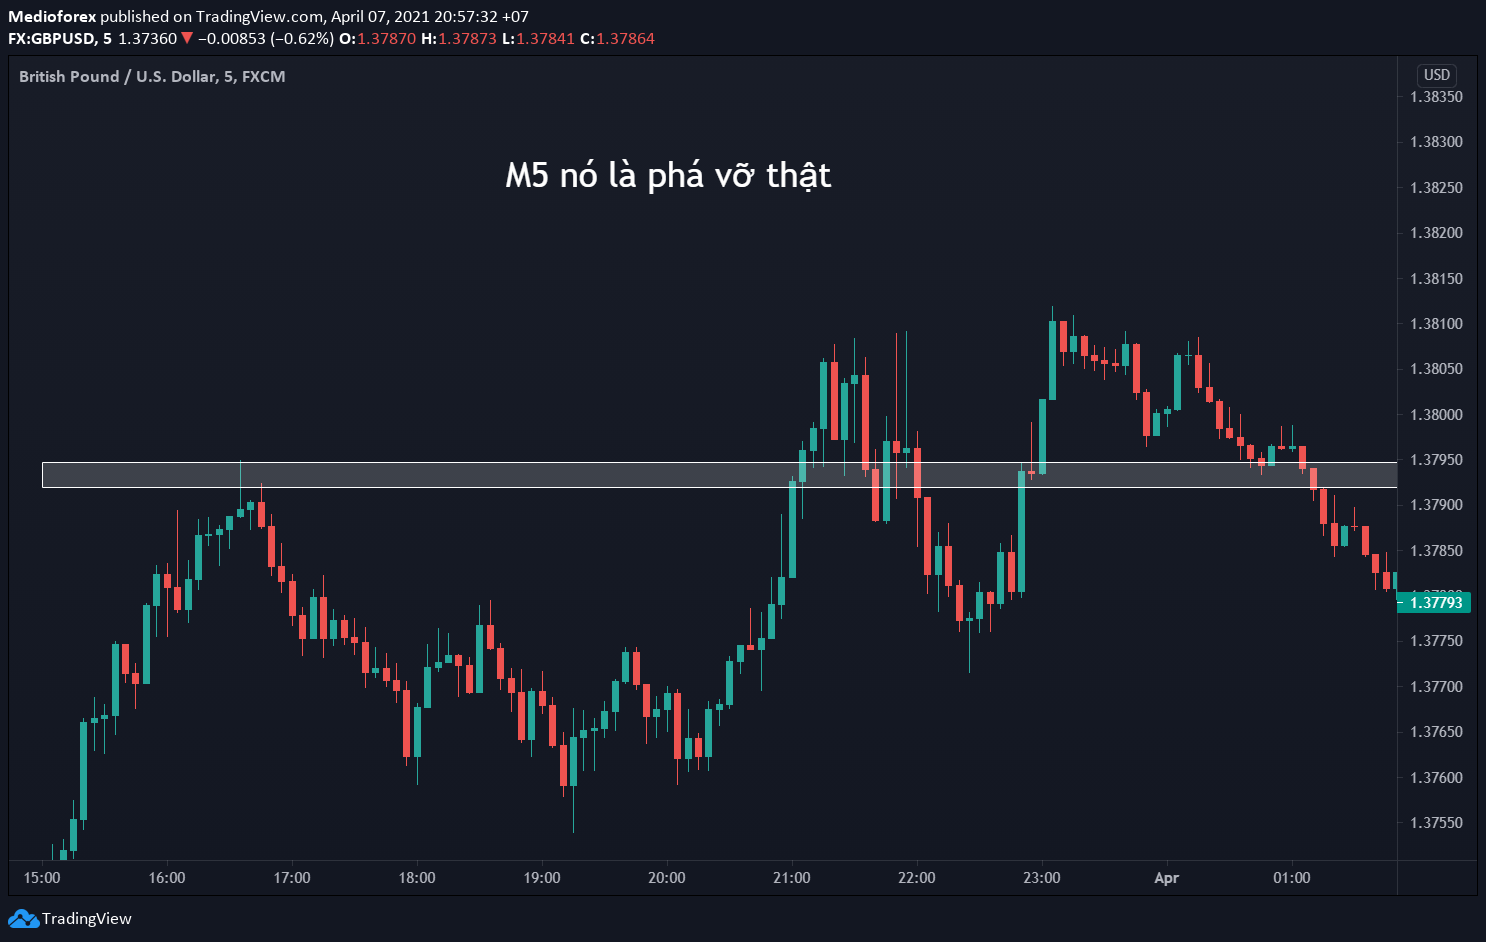 Medioforex published on TradingView.com, April 07, 2021 20:57:32 +07
FX:GBPUSD, 5 1.37360 ▼ −0.00853 (−0.62%) O:1.37870 H:1.37873 L:1.37841 C:1.37864
British Pound / U.S. Dollar, 5, FXCM
USD
M5 nó là phá vỡ thật
1.38350
1.38300
1.38250
1.38200
1.38150
1.38100
1.38050
1.38000
1.37950
1.37900
1.37850
1.37793
1.37750
1.37700
1.37650
1.37600
1.37550
15:00 16:00 17:00 18:00 19:00 20:00 21:00 22:00 23:00 Apr 01:00
TradingView